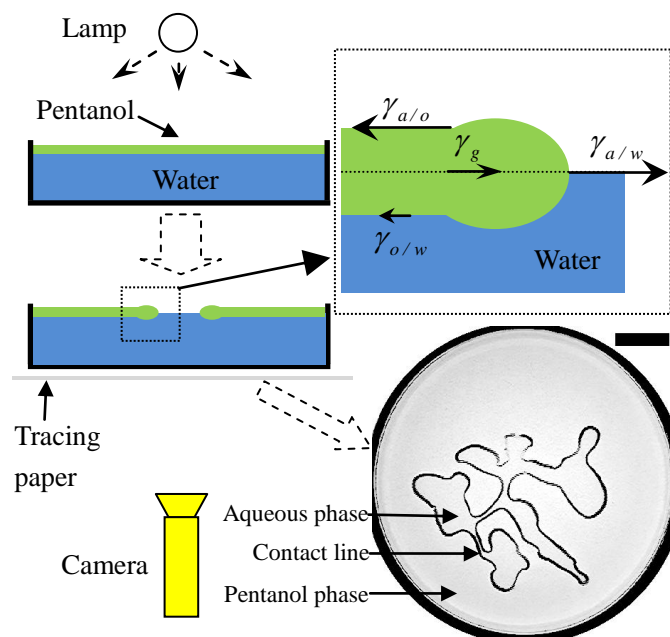 Lamp
Pentanol
Water
γa/o
γg
γa/w
γo/w
Water
Tracing
paper
Camera
Aqueous phase
Contact line
Pentanol phase